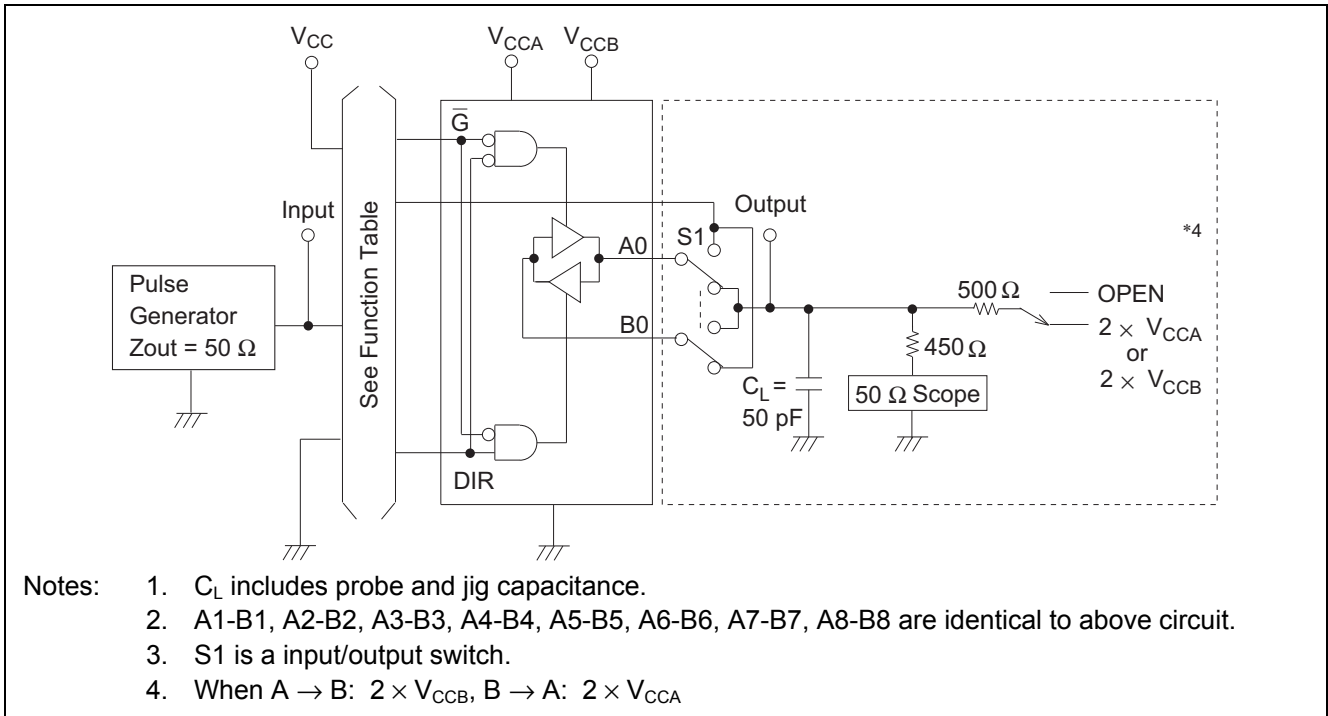 VCC
VCCA VCCB
G̅
Input
Output
S1
*4
See Function Table
A0
Pulse
Generator
Zout = 50 Ω
500 Ω
OPEN
2 × VCCA
or
2 × VCCB
B0
450 Ω
CL =
50 pF
50 Ω Scope
DIR
Notes: 1. CL includes probe and jig capacitance.
2. A1-B1, A2-B2, A3-B3, A4-B4, A5-B5, A6-B6, A7-B7, A8-B8 are identical to above circuit.
3. S1 is a input/output switch.
4. When A → B: 2 × VCCB, B → A: 2 × VCCA